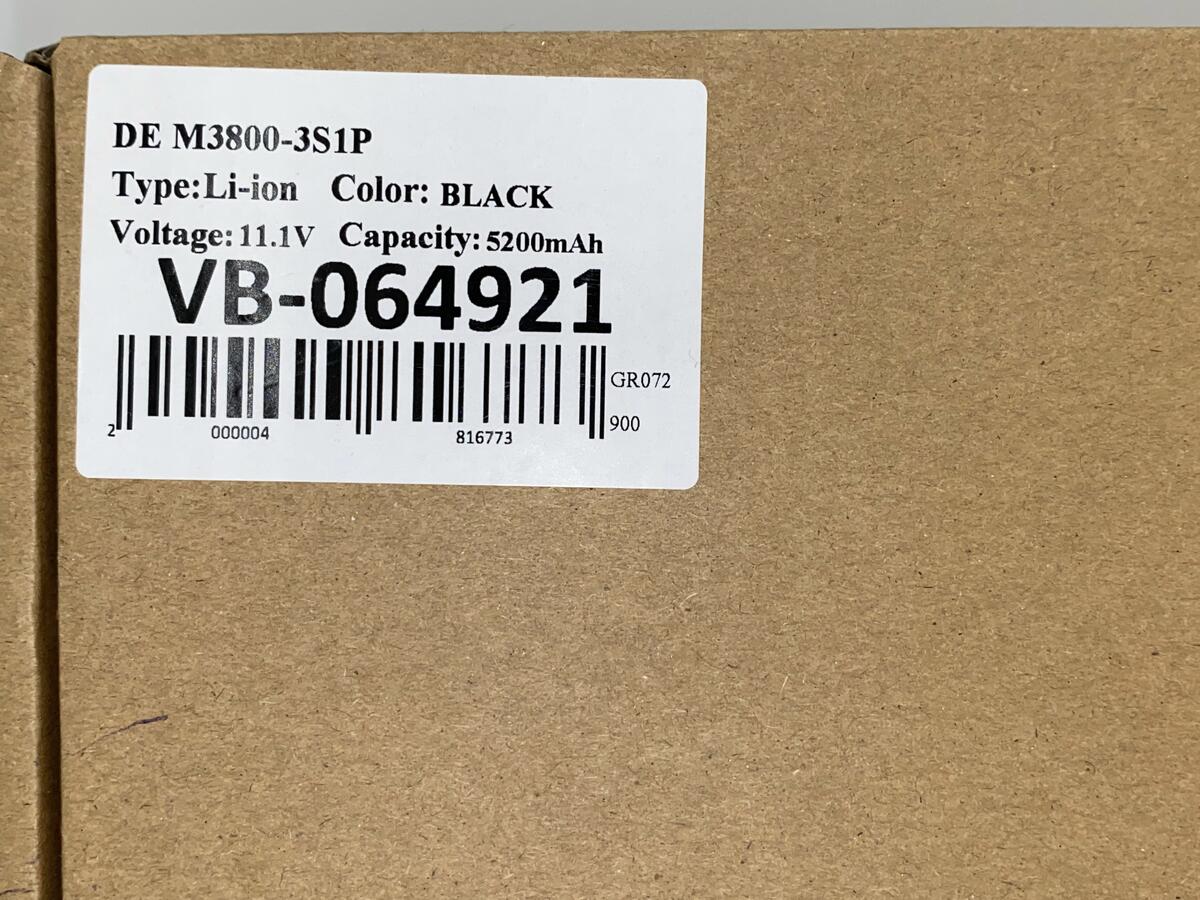 DE M3800-3S1P
Type:Li-ion Color: BLACK
Voltage:11.1V Capacity:5200mAh
VB-064921
GR072
900
2 000004 816773